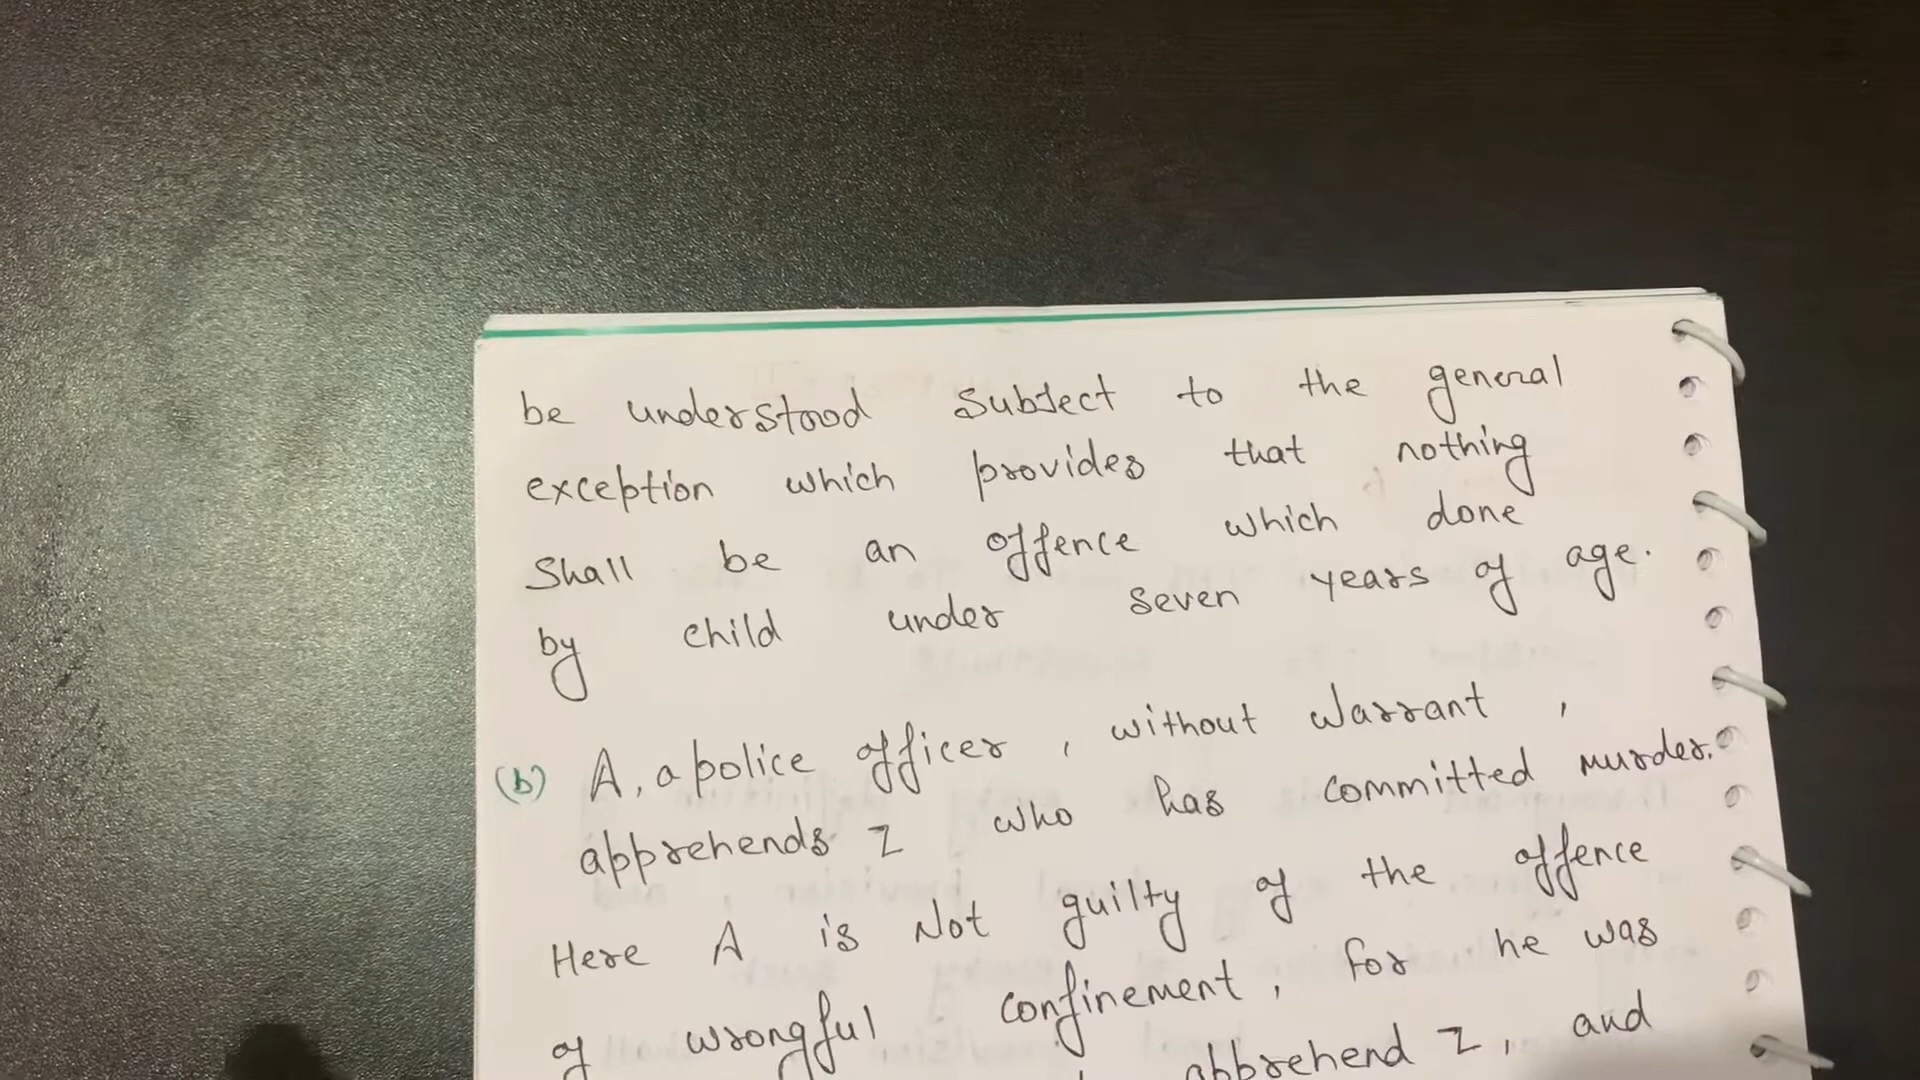 be understood subject to the general
exception which provides that nothing
Shall be an offence which done
by child under seven years of age.
(b) A, a police officer, without warrant,
apprehends Z who has committed murder.
Here A is Not guilty of the offence
of wrongful confinement, for he was
apprehend Z, and